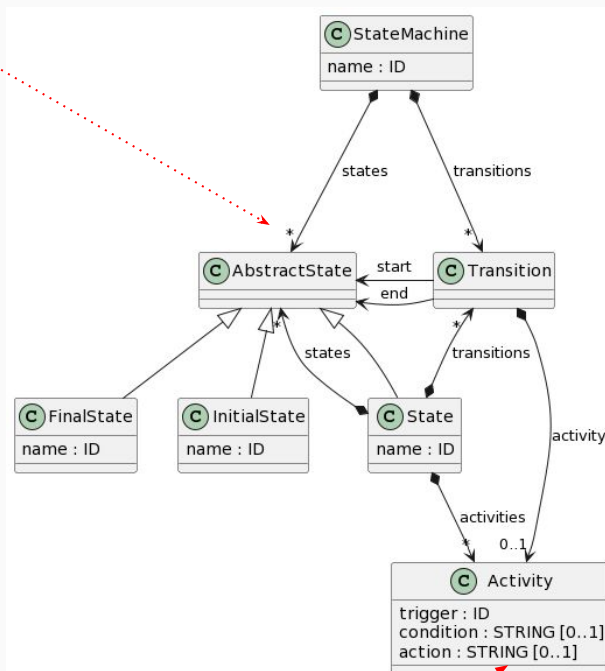 C StateMachine
name : ID
states
transitions
*
*
C AbstractState
start
C Transition
end
*
states
*
transitions
C FinalState
name : ID
C InitialState
name : ID
C State
name : ID
activity
activities
*
0..1
C Activity
trigger : ID
condition : STRING [0..1]
action : STRING [0..1]